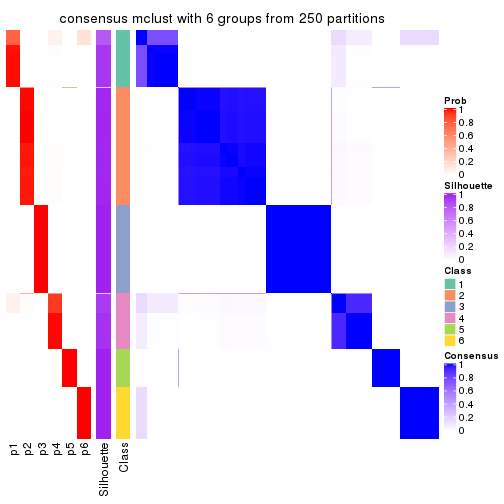 consensus mclust with 6 groups from 250 partitions
Prob
1
0.8
0.6
0.4
0.2
0
Silhouette
1
0.8
0.6
0.4
0.2
0
Class
1
2
3
4
5
6
Consensus
1
0.8
0.6
0.4
0.2
0
p1
p2
p3
p4
p5
p6
Silhouette
Class